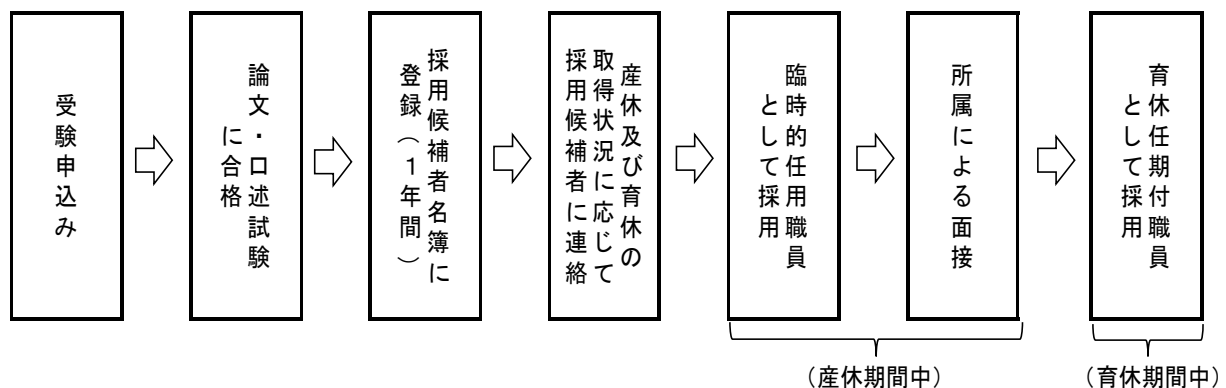 受験申込み
論文・口述試験
に合格
採用候補者名簿に
登録（１年間）
産休及び育休の
取得状況に応じて
採用候補者に連絡
臨時的任用職員
として採用
所属による面接
育休任期付職員
として採用
（産休期間中）
（育休期間中）